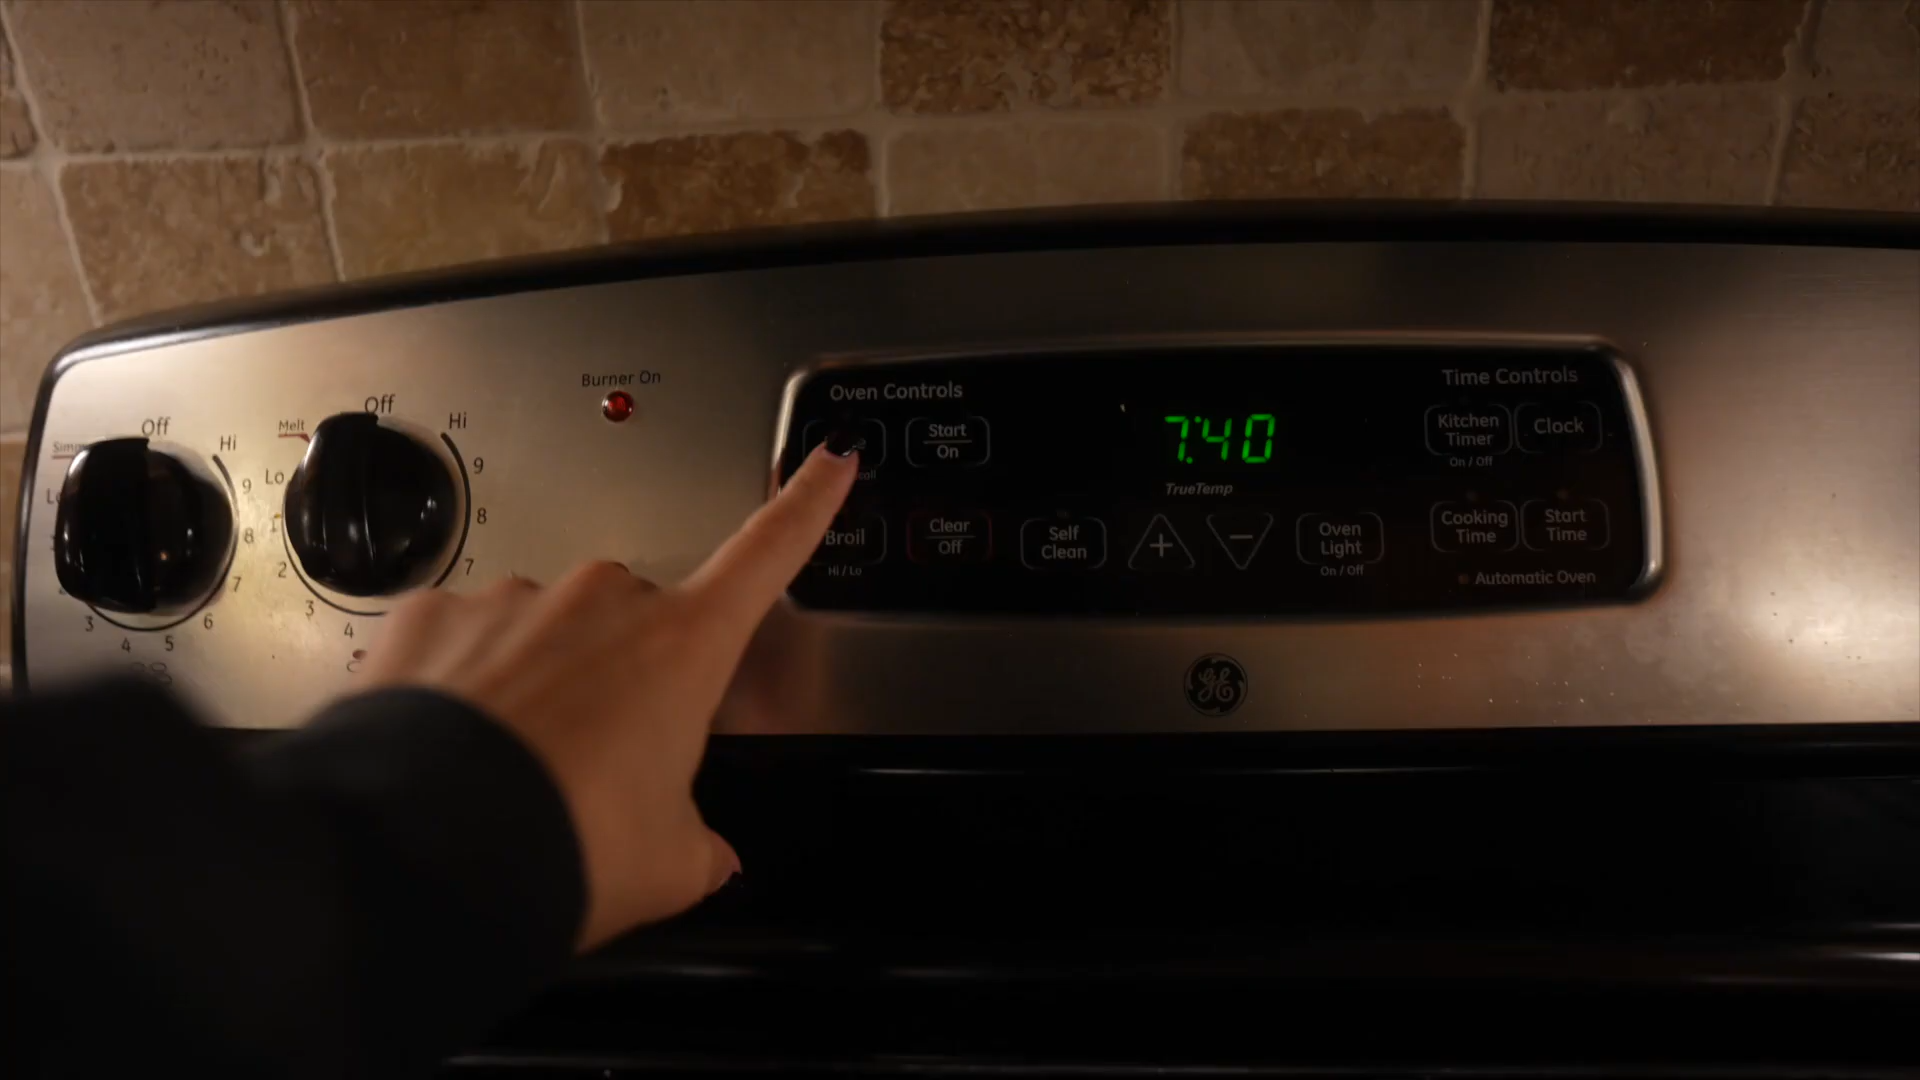 Burner On
Off
Hi
9
8
7
6
5
4
3
Off
Melt
Hi
Lo
9
8
1
7
2
3
4
Oven Controls
Start
On
Broil
Hi / Lo
Clear
Off
Self
Clean
7:40
TrueTemp
+
−
Oven
Light
On / Off
Time Controls
Kitchen
Timer
On / Off
Clock
Cooking
Time
Start
Time
Automatic Oven
GE